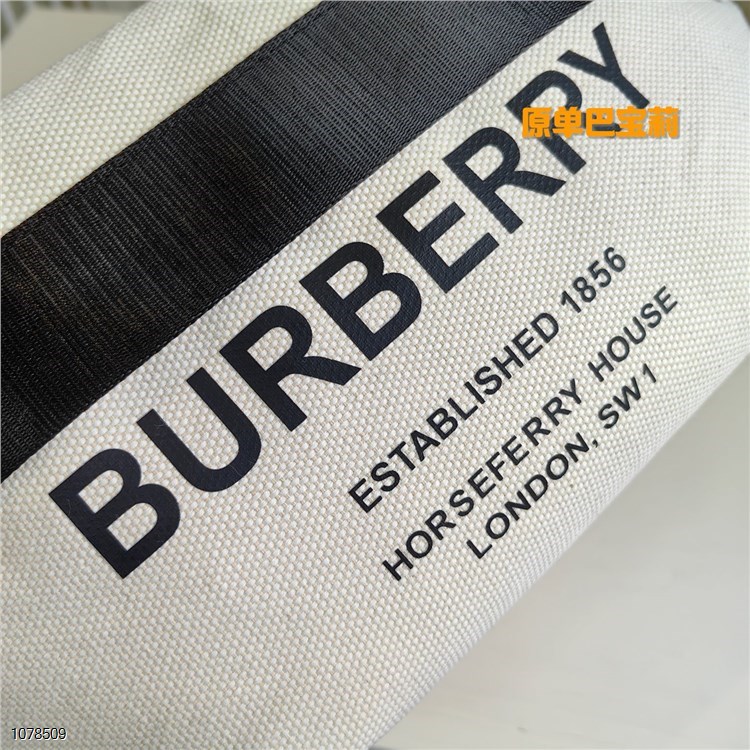 原单巴宝莉
BURBERRY
ESTABLISHED 1856
HORSEFERRY HOUSE
LONDON, SW1
1078509